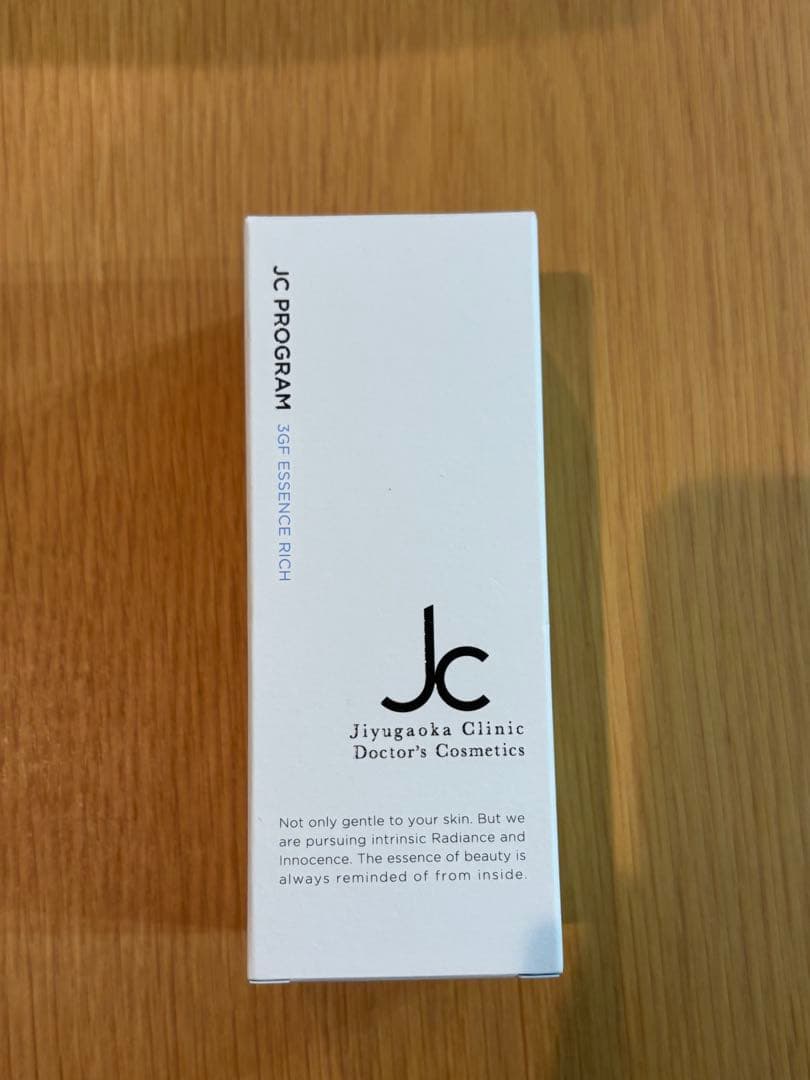 JC PROGRAM 3GF ESSENCE RICH
Jc
Jiyugaoka Clinic
Doctor's Cosmetics
Not only gentle to your skin. But we
are pursuing intrinsic Radiance and
Innocence. The essence of beauty is
always reminded of from inside.